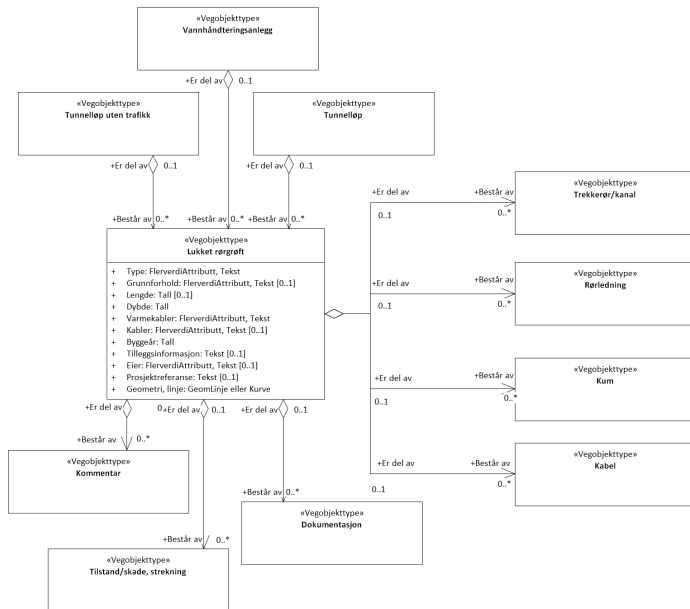 «Vegobjekttype»
Vannhåndteringsanlegg
+Er del av 0..1
«Vegobjekttype»
Tunnelløp uten trafikk
«Vegobjekttype»
Tunnelløp
+Er del av 0..1
+Er del av 0..1
+Består av 0..*
+Består av 0..*
+Består av 0..*
«Vegobjekttype»
Lukket rørgrøft
+ Type: FlerverdiAttributt, Tekst
+ Grunnforhold: FlerverdiAttributt, Tekst [0..1]
+ Lengde: Tall [0..1]
+ Dybde: Tall
+ Varmekabler: FlerverdiAttributt, Tekst
+ Kabler: FlerverdiAttributt, Tekst [0..1]
+ Byggeår: Tall
+ Tilleggsinformasjon: Tekst [0..1]
+ Eier: FlerverdiAttributt, Tekst [0..1]
+ Prosjektreferanse: Tekst [0..1]
+ Geometri, linje: GeomLinje eller Kurve
+Er del av
+Består av
0..1
0..*
«Vegobjekttype»
Trekkerør/kanal
+Er del av
+Består av
0..1
0..*
«Vegobjekttype»
Rørledning
+Er del av
+Består av
0..1
0..*
«Vegobjekttype»
Kum
+Er del av
+Består av
0..1
0..*
«Vegobjekttype»
Kabel
+Er del av
+Er del av 0..1
+Er del av 0..1
+Består av 0..*
«Vegobjekttype»
Kommentar
+Består av 0..*
«Vegobjekttype»
Dokumentasjon
+Består av 0..*
«Vegobjekttype»
Tilstand/skade, strekning